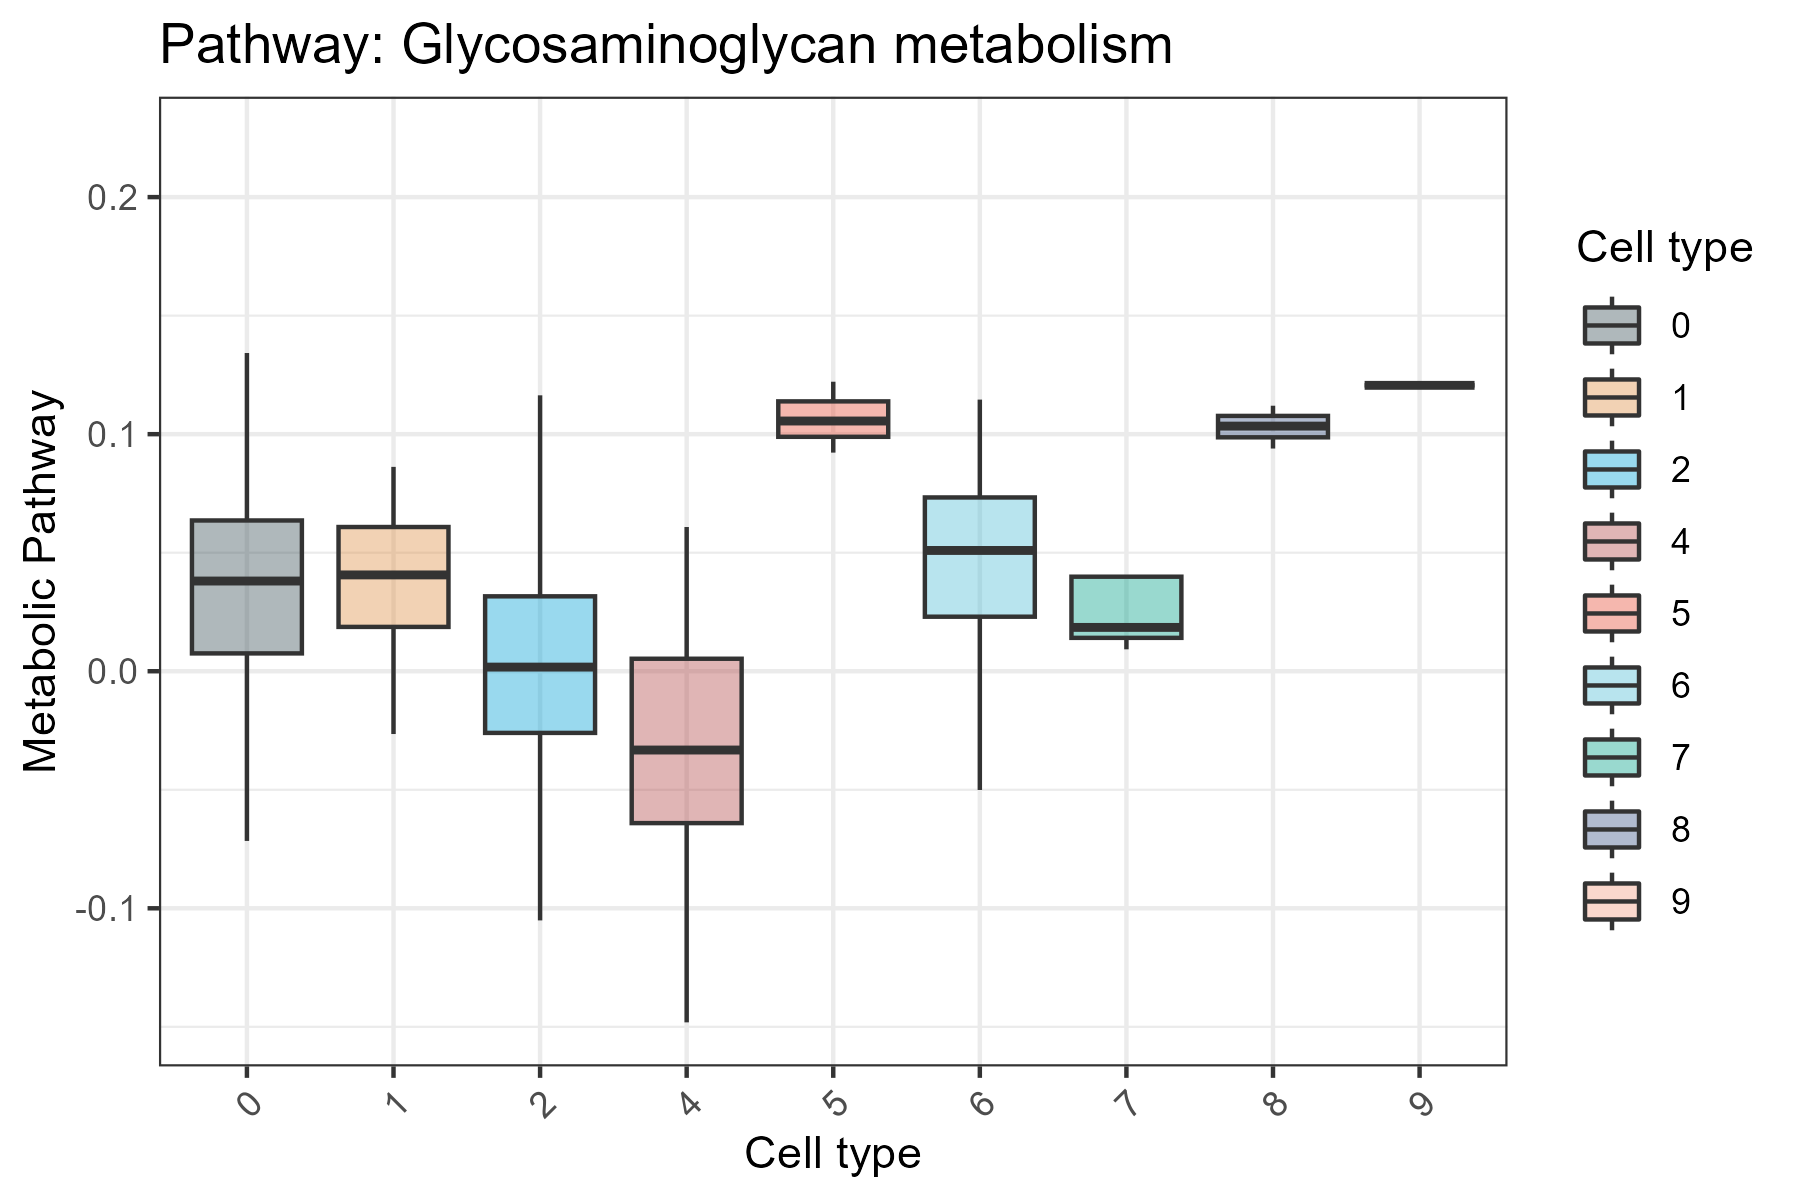 Pathway: Glycosaminoglycan metabolism
Metabolic Pathway
0.2
0.1
0.0
-0.1
0 1 2 4 5 6 7 8 9
Cell type
Cell type
0
1
2
4
5
6
7
8
9